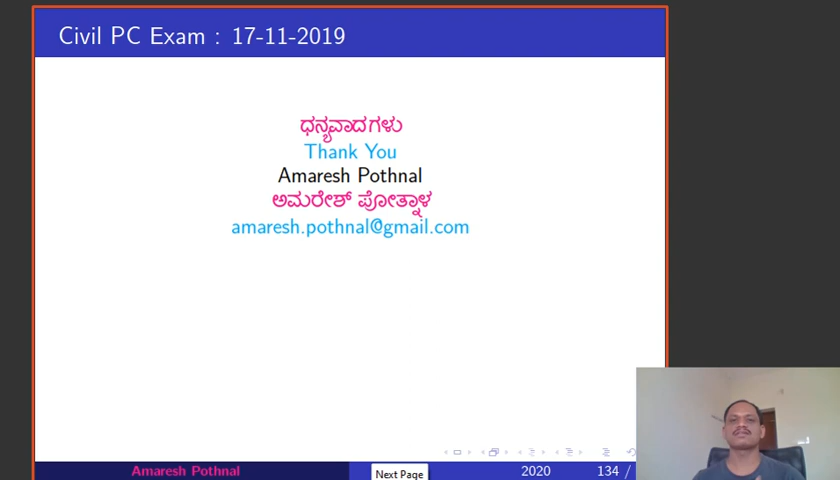 Civil PC Exam : 17-11-2019
ಧನ್ಯವಾದಗಳು
Thank You
Amaresh Pothnal
ಅಮರೇಶ್ ಪೋತ್ನಾಳ
amaresh.pothnal@gmail.com
Amaresh Pothnal 2020 134 /
Next Page